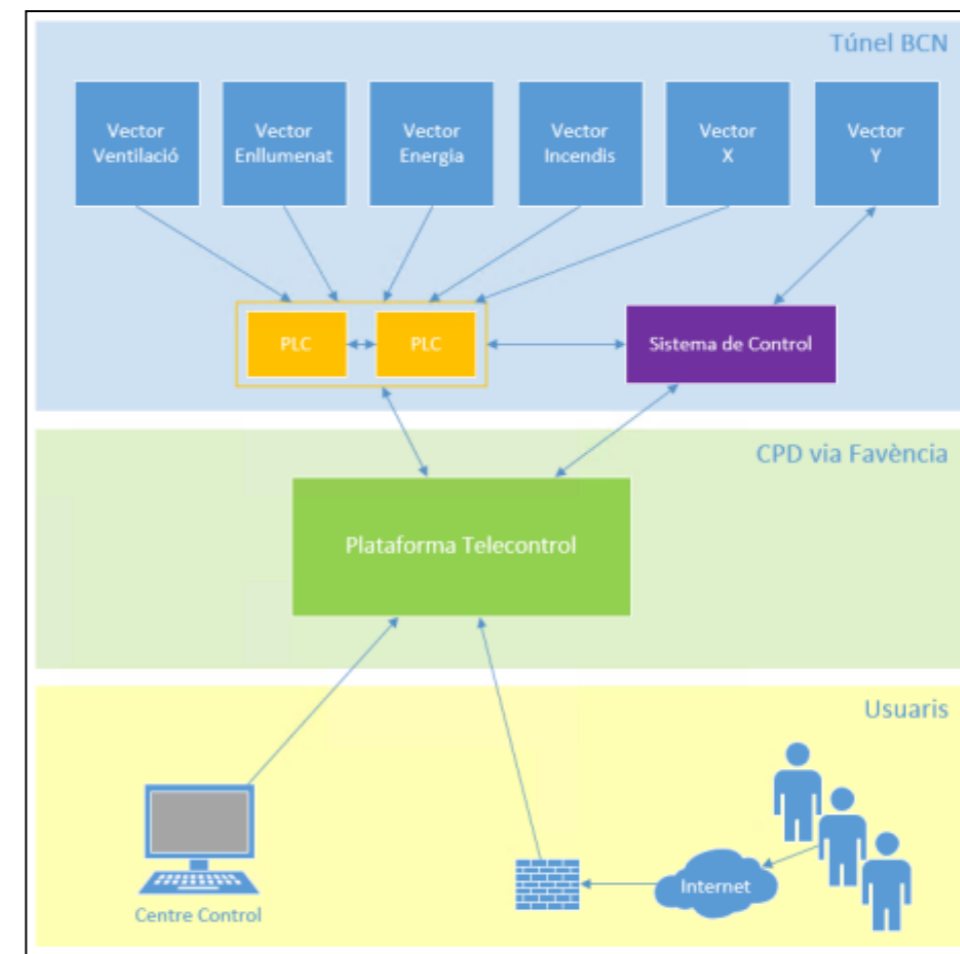 Túnel BCN
Vector
Ventilació
Vector
Enllumenat
Vector
Energia
Vector
Incendis
Vector
X
Vector
Y
PLC
PLC
Sistema de Control
CPD via Favència
Plataforma Telecontrol
Usuaris
Centre Control
Internet